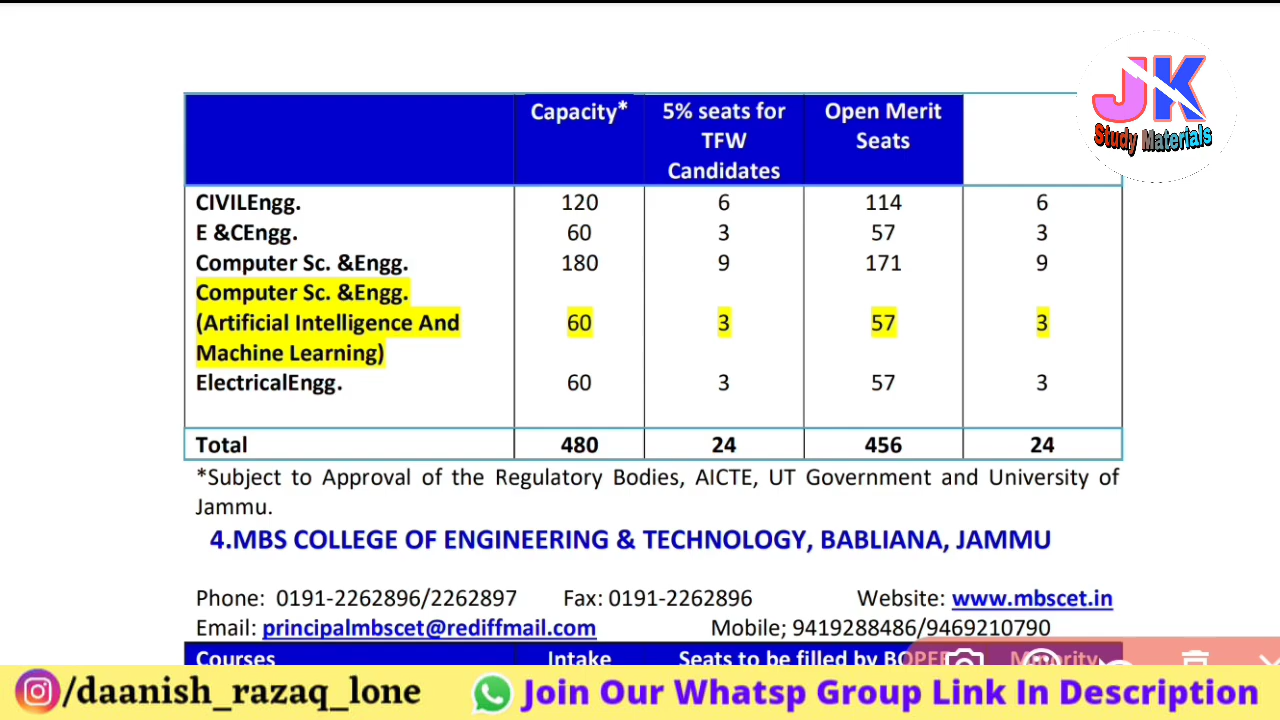 JK
Study Materials
Capacity* 5% seats for TFW Candidates Open Merit Seats
CIVILEngg. 120 6 114 6
E &CEngg. 60 3 57 3
Computer Sc. &Engg. 180 9 171 9
Computer Sc. &Engg.
(Artificial Intelligence And 60 3 57 3
Machine Learning)
ElectricalEngg. 60 3 57 3
Total 480 24 456 24
*Subject to Approval of the Regulatory Bodies, AICTE, UT Government and University of
Jammu.
4.MBS COLLEGE OF ENGINEERING & TECHNOLOGY, BABLIANA, JAMMU
Phone: 0191-2262896/2262897 Fax: 0191-2262896 Website: www.mbscet.in
Email: principalmbscet@rediffmail.com Mobile; 9419288486/9469210790
Courses Intake Seats to be filled by BOPEE Minority
/daanish_razaq_lone Join Our Whatsp Group Link In Description